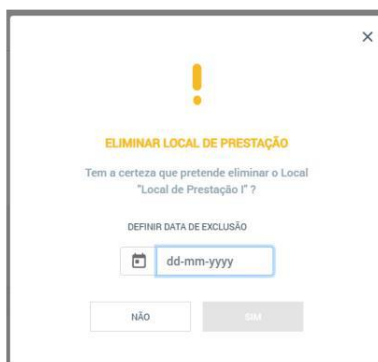 ELIMINAR LOCAL DE PRESTAÇÃO
Tem a certeza que pretende eliminar o Local
"Local de Prestação I" ?
DEFINIR DATA DE EXCLUSÃO
dd-mm-yyyy
NÃO
SIM